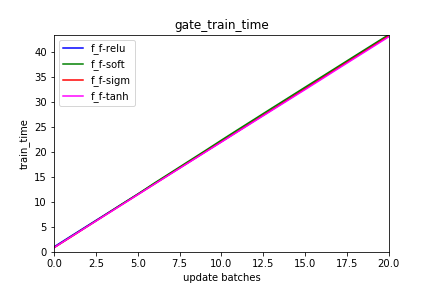 gate_train_time
40
35
30
25
20
15
10
5
0
train_time
f_f-relu
f_f-soft
f_f-sigm
f_f-tanh
0.0 2.5 5.0 7.5 10.0 12.5 15.0 17.5 20.0
update batches